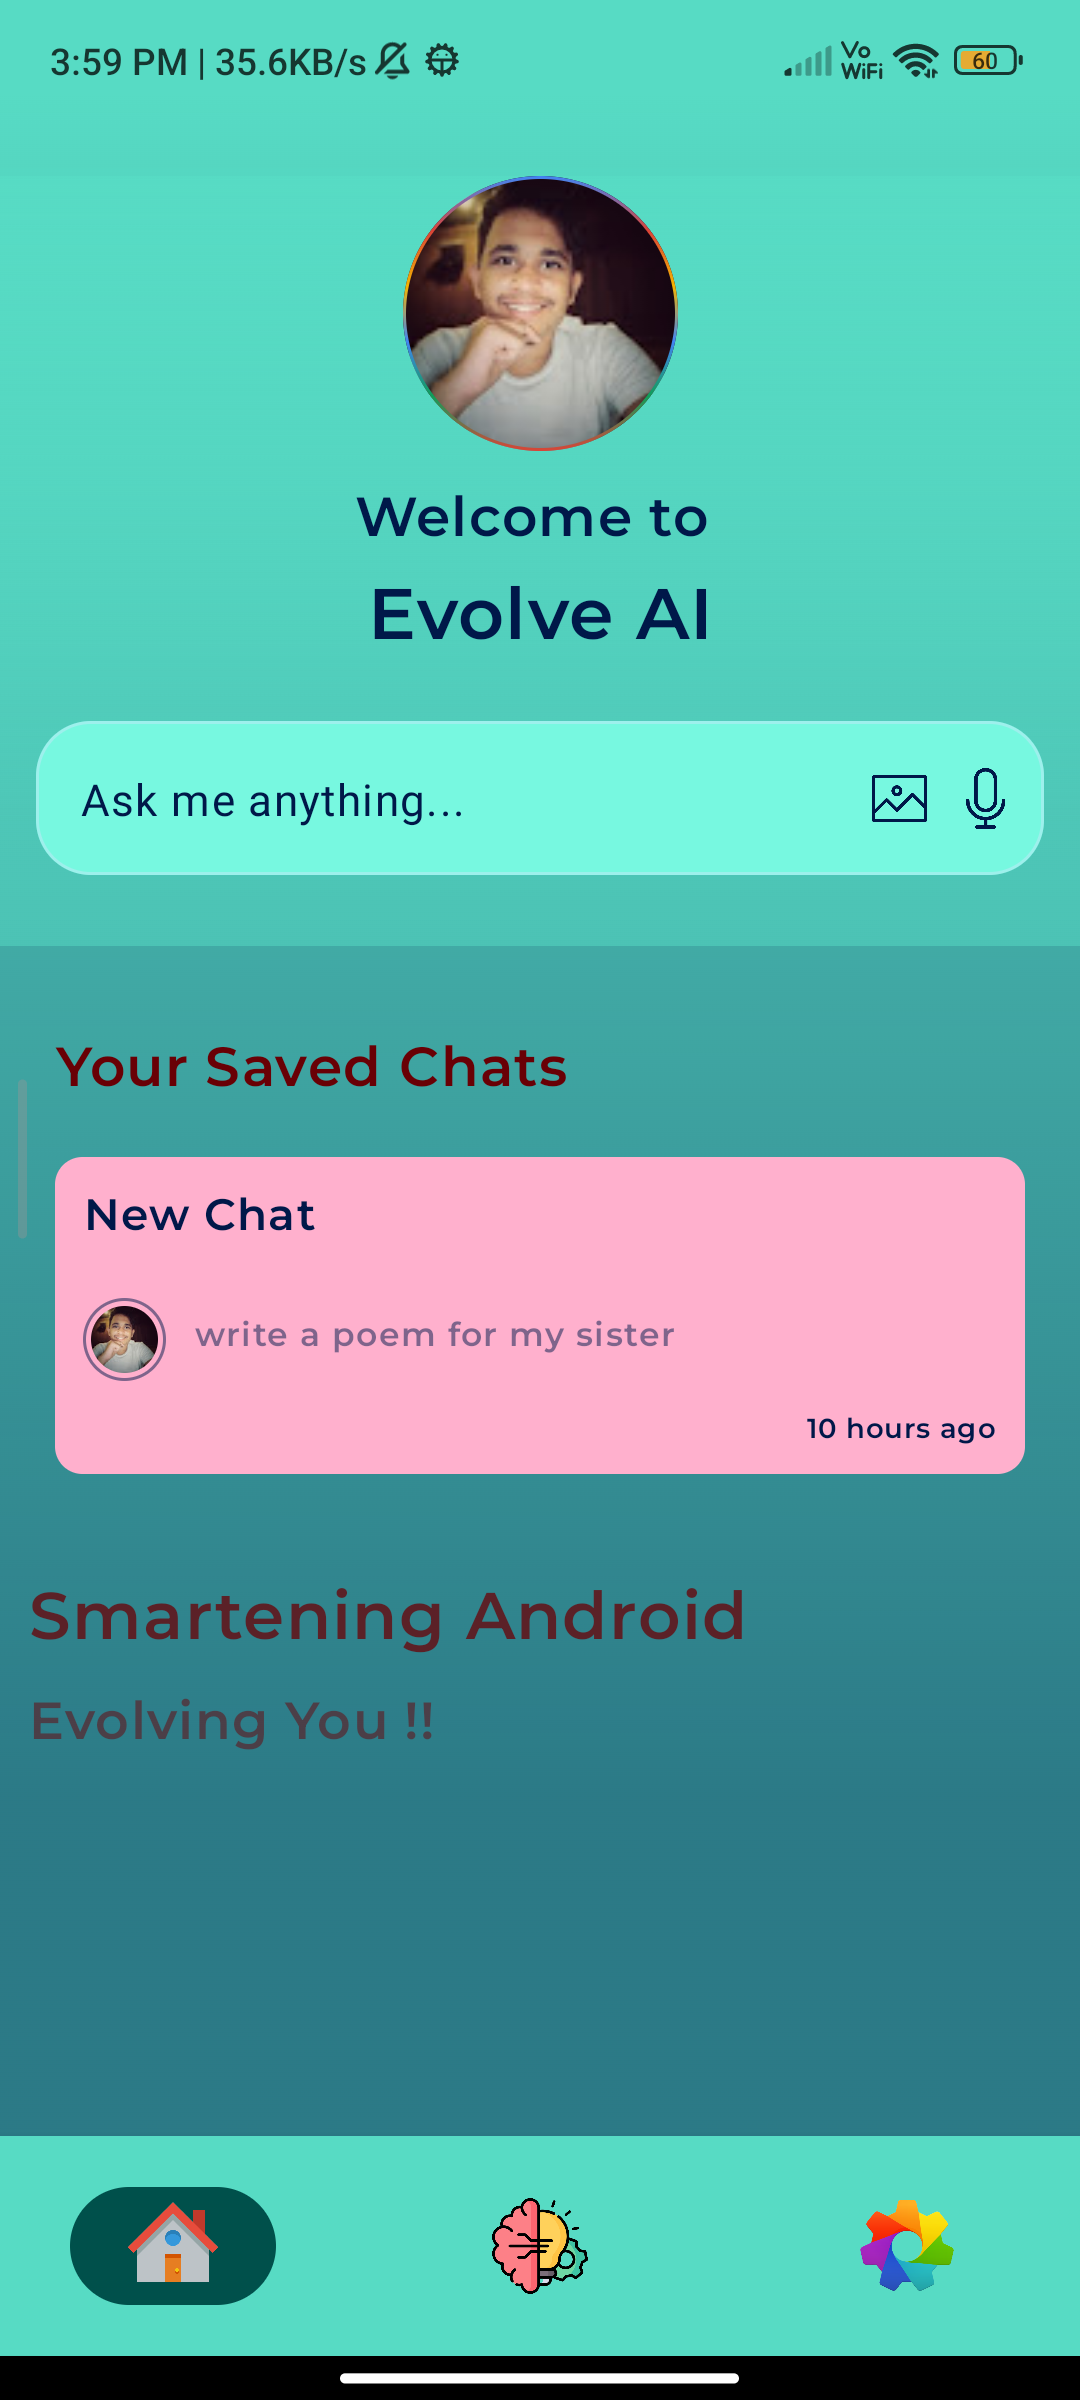 3:59 PM | 35.6KB/s
Vo
WiFi
60
Welcome to
Evolve AI
Ask me anything...
Your Saved Chats
New Chat
write a poem for my sister
10 hours ago
Smartening Android
Evolving You !!